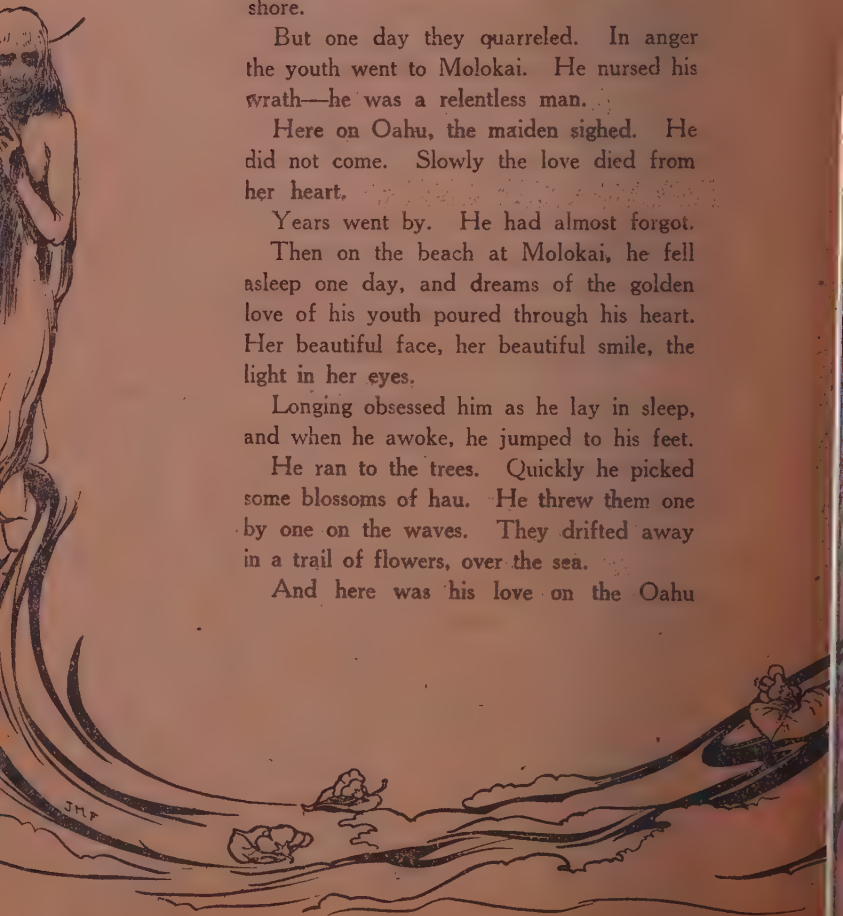 shore.
But one day they quarreled. In anger
the youth went to Molokai. He nursed his
wrath—he was a relentless man.
Here on Oahu, the maiden sighed. He
did not come. Slowly the love died from
her heart.
Years went by. He had almost forgot.
Then on the beach at Molokai, he fell
asleep one day, and dreams of the golden
love of his youth poured through his heart.
Her beautiful face, her beautiful smile, the
light in her eyes.
Longing obsessed him as he lay in sleep,
and when he awoke, he jumped to his feet.
He ran to the trees. Quickly he picked
some blossoms of hau. He threw them one
by one on the waves. They drifted away
in a trail of flowers, over the sea.
And here was his love on the Oahu
JMF